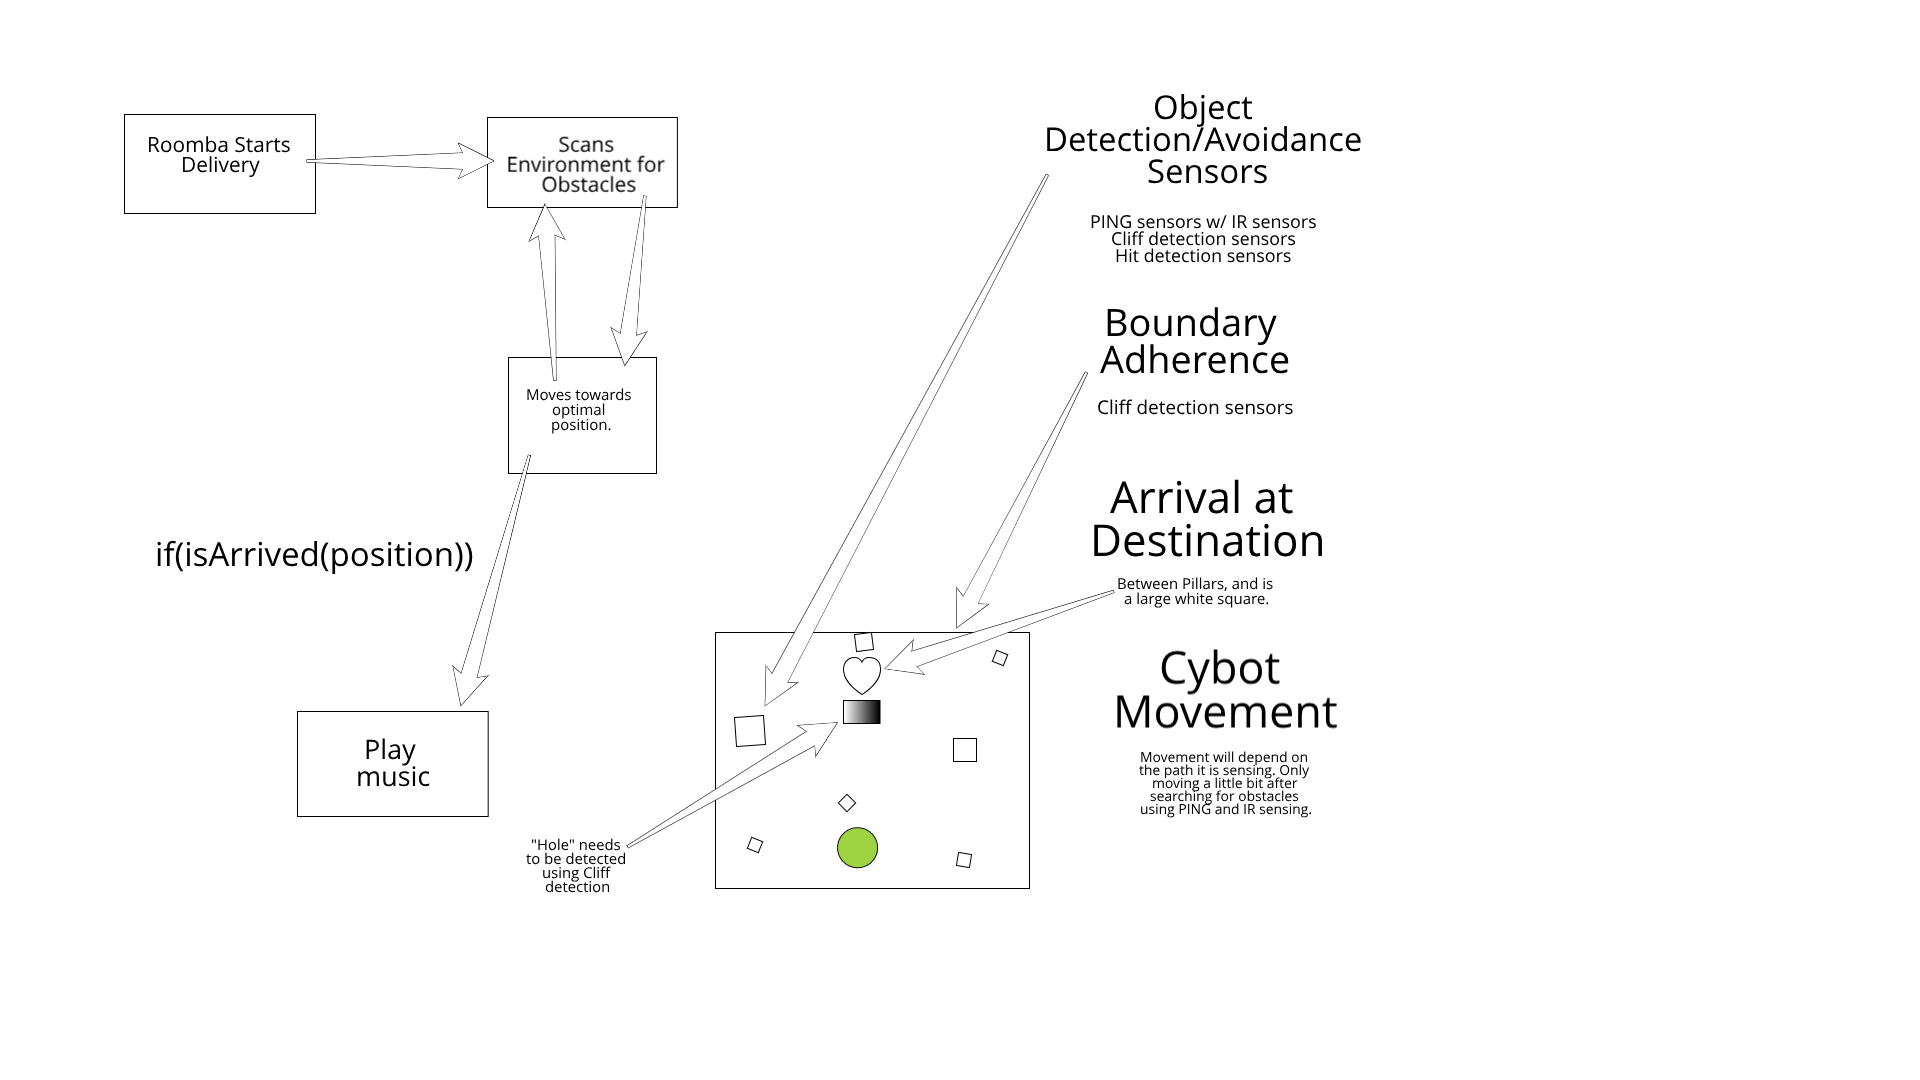 Roomba Starts
Delivery
Scans
Environment for
Obstacles
Moves towards
optimal
position.
if(isArrived(position))
Play
music
"Hole" needs
to be detected
using Cliff
detection
Object
Detection/Avoidance
Sensors
PING sensors w/ IR sensors
Cliff detection sensors
Hit detection sensors
Boundary
Adherence
Cliff detection sensors
Arrival at
Destination
Between Pillars, and is
a large white square.
Cybot
Movement
Movement will depend on
the path it is sensing. Only
moving a little bit after
searching for obstacles
using PING and IR sensing.